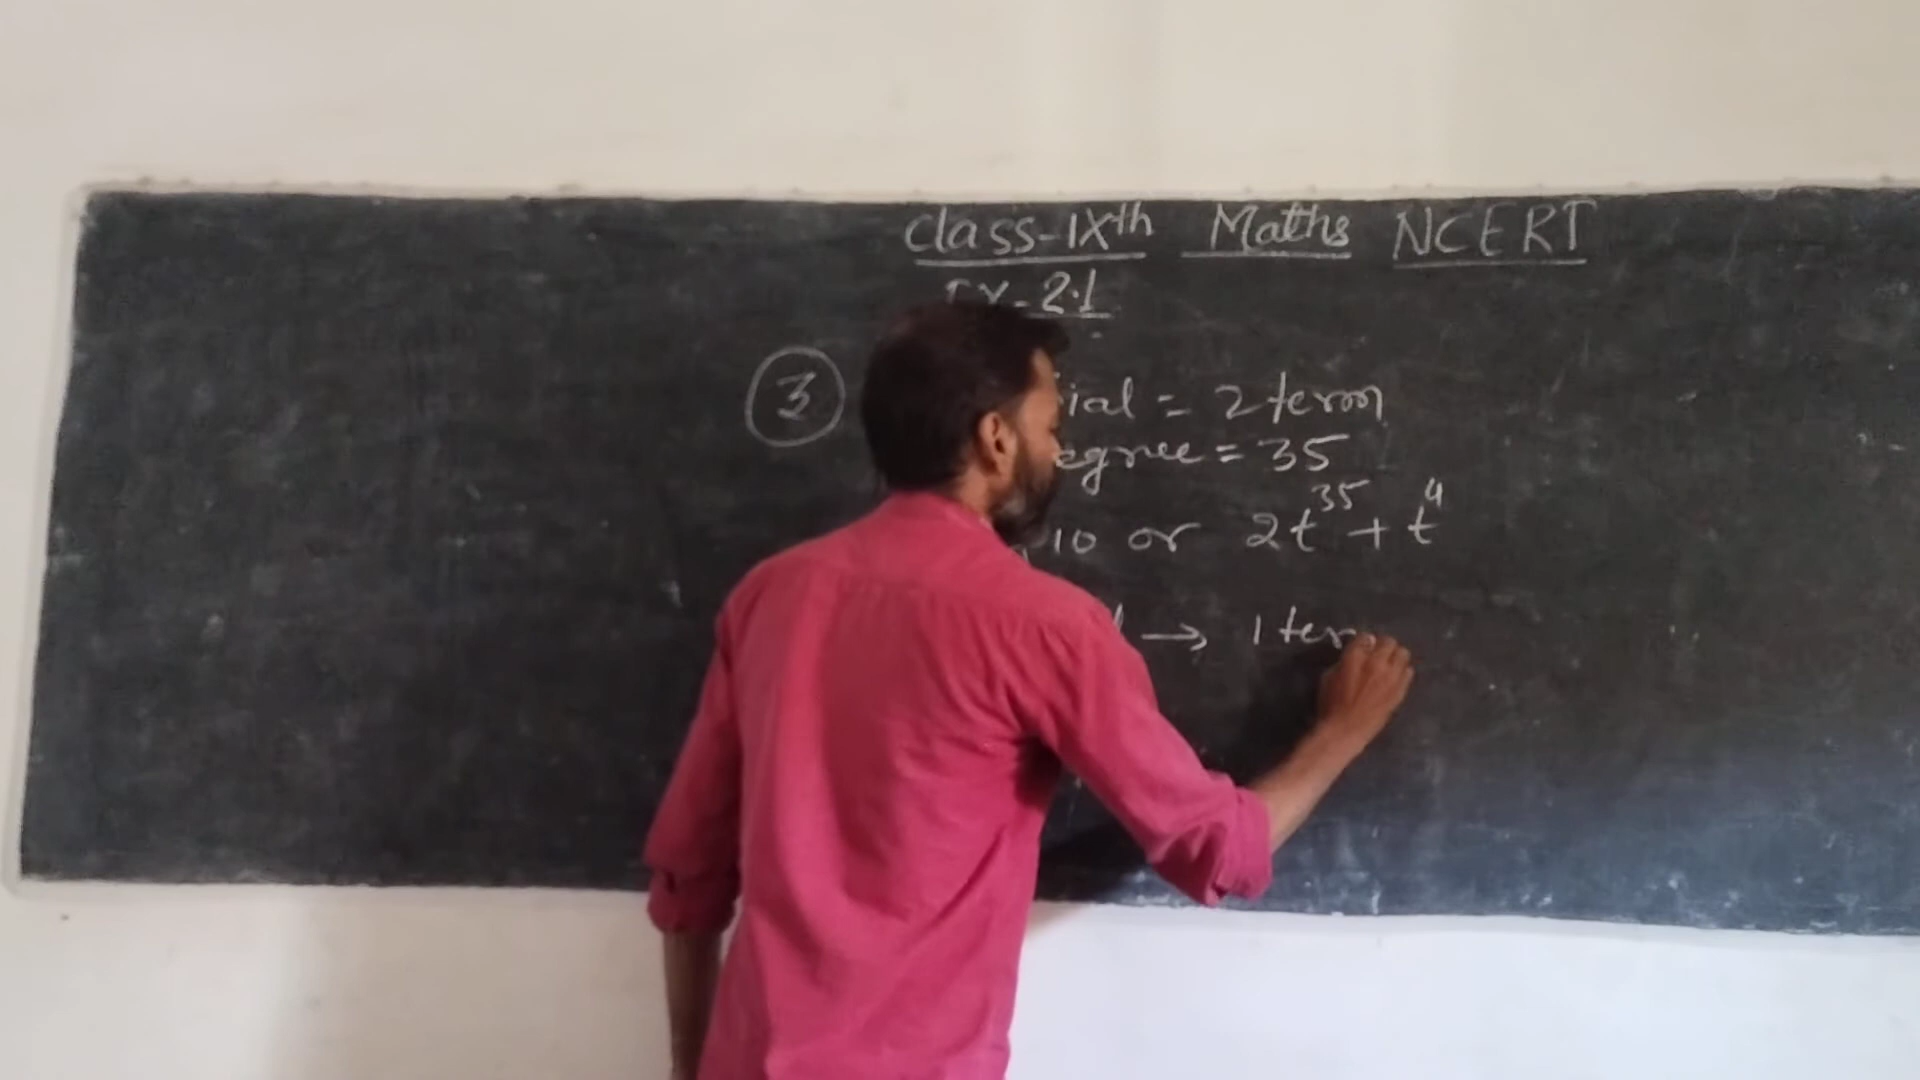 Class-IXth Maths NCERT
Ex-2.1
3
ial = 2 term
egree = 35
10 or 2t³⁵ + t⁴
→ 1 ter